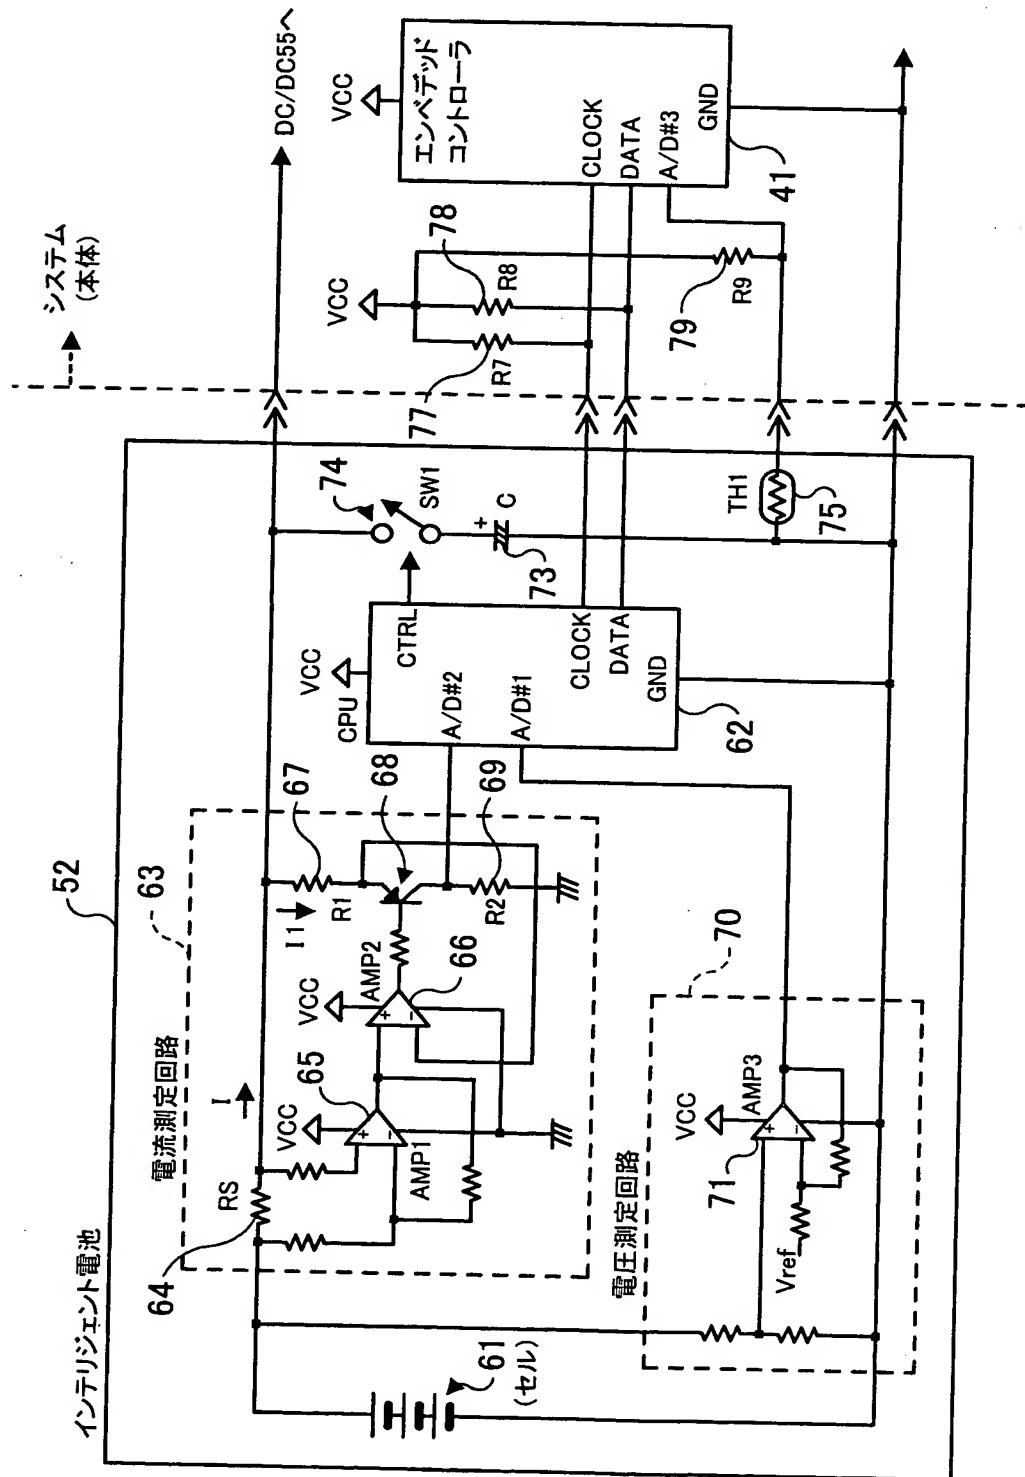 システム
(本体)
DC/DC55へ
VCC
エンベデッド
コントローラ
CLOCK
DATA
A/D#3
GND
41
VCC
78
R8
77
R7
79
R9
インテリジェント電池
52
74
SW1
+
C
73
TH1
75
VCC
CPU
CTRL
A/D#2
A/D#1
CLOCK
DATA
GND
62
63
電流測定回路
67
I1
R1
68
R2
69
VCC
AMP2
+
-
66
I
RS
64
VCC
65
+
-
AMP1
70
電圧測定回路
VCC
AMP3
+
-
71
Vref
61
(セル)